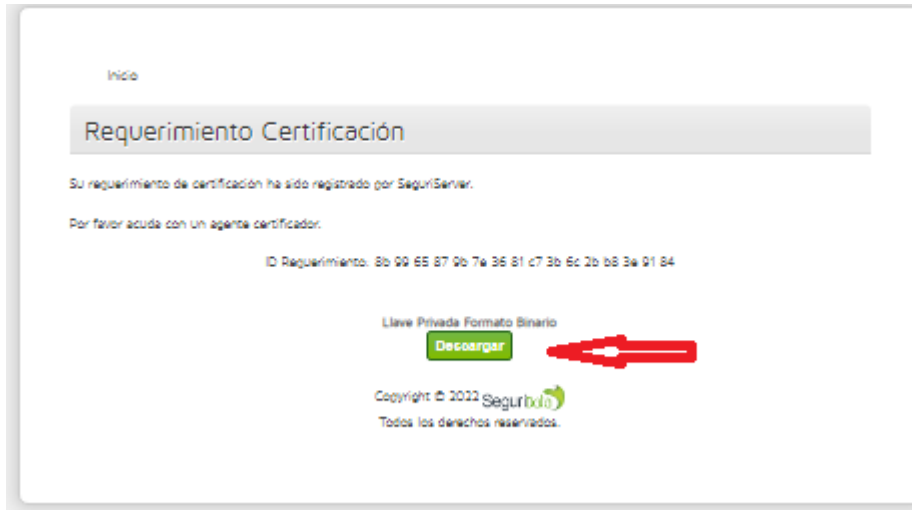 Inicio
Requerimiento Certificación
Su requerimiento de certificación ha sido registrado por SeguriServer.
Por favor acuda con un agente certificador.
ID Requerimiento: 8b 99 65 87 9b 7e 36 81 c7 3b 6c 2b b8 3e 91 84
Llave Privada Formato Binario
Descargar
Copyright © 2022 Seguridata
Todos los derechos reservados.